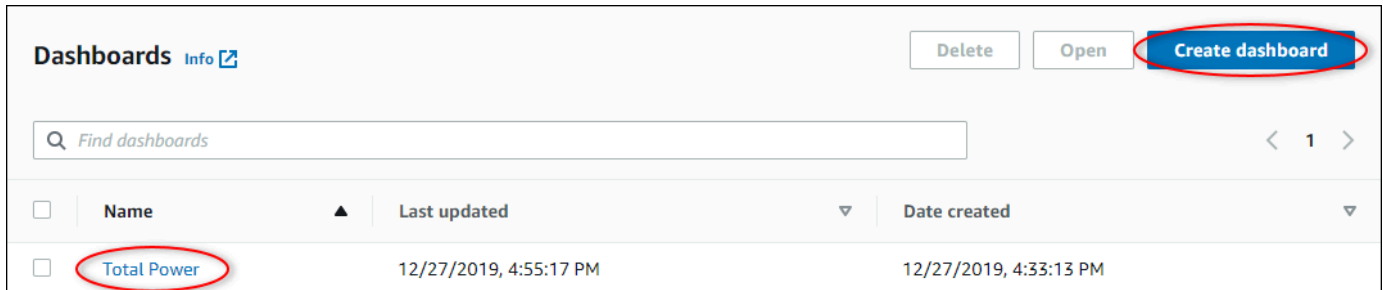 Dashboards Info Delete Open Create dashboard
Find dashboards 1
Name Last updated Date created
Total Power 12/27/2019, 4:55:17 PM 12/27/2019, 4:33:13 PM